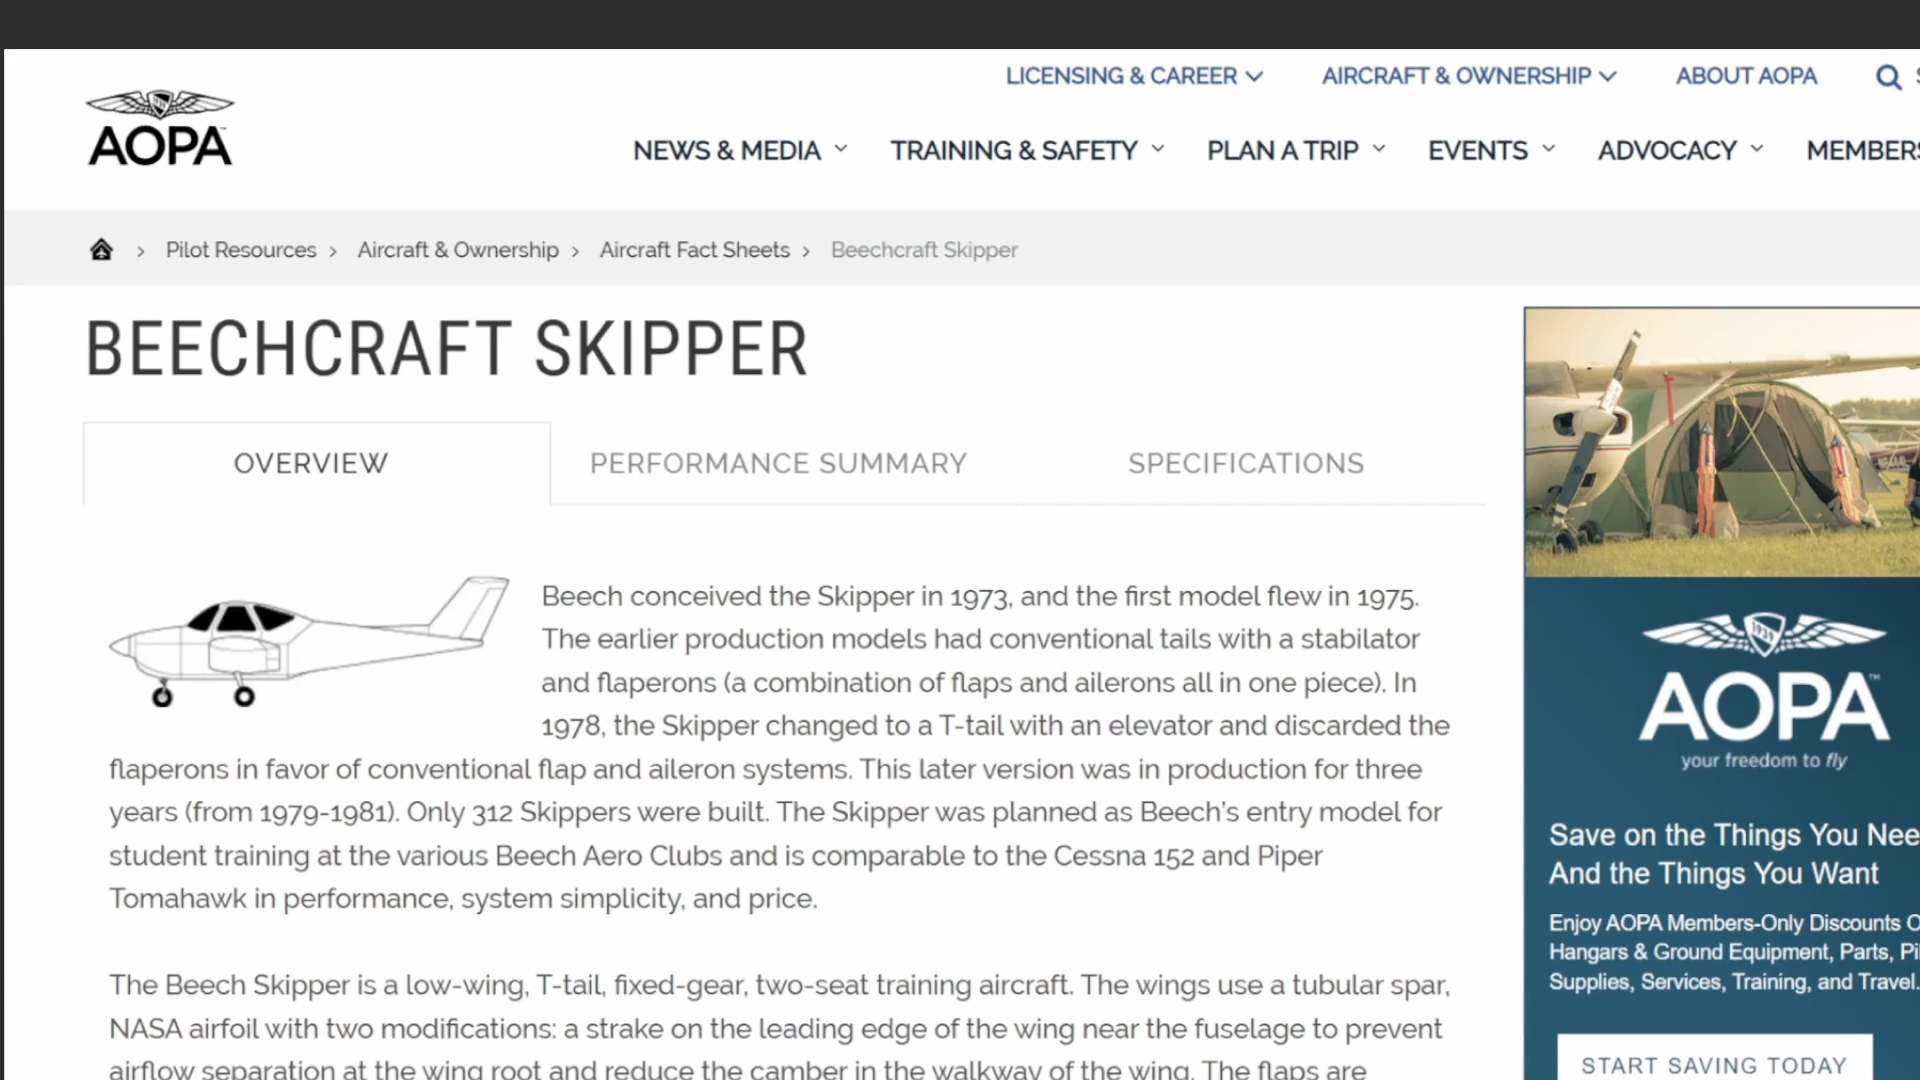 LICENSING & CAREER AIRCRAFT & OWNERSHIP ABOUT AOPA
AOPA
NEWS & MEDIA TRAINING & SAFETY PLAN A TRIP EVENTS ADVOCACY MEMBERS
Pilot Resources > Aircraft & Ownership > Aircraft Fact Sheets > Beechcraft Skipper
BEECHCRAFT SKIPPER
OVERVIEW PERFORMANCE SUMMARY SPECIFICATIONS
Beech conceived the Skipper in 1973, and the first model flew in 1975.
The earlier production models had conventional tails with a stabilator
and flaperons (a combination of flaps and ailerons all in one piece). In
1978, the Skipper changed to a T-tail with an elevator and discarded the
flaperons in favor of conventional flap and aileron systems. This later version was in production for three
years (from 1979-1981). Only 312 Skippers were built. The Skipper was planned as Beech’s entry model for
student training at the various Beech Aero Clubs and is comparable to the Cessna 152 and Piper
Tomahawk in performance, system simplicity, and price.
The Beech Skipper is a low-wing, T-tail, fixed-gear, two-seat training aircraft. The wings use a tubular spar,
NASA airfoil with two modifications: a strake on the leading edge of the wing near the fuselage to prevent
airflow separation at the wing root and reduce the camber in the walkway of the wing. The flaps are
1939
AOPA™
your freedom to fly
Save on the Things You Nee
And the Things You Want
Enjoy AOPA Members-Only Discounts O
Hangars & Ground Equipment, Parts, Pi
Supplies, Services, Training, and Travel.
START SAVING TODAY